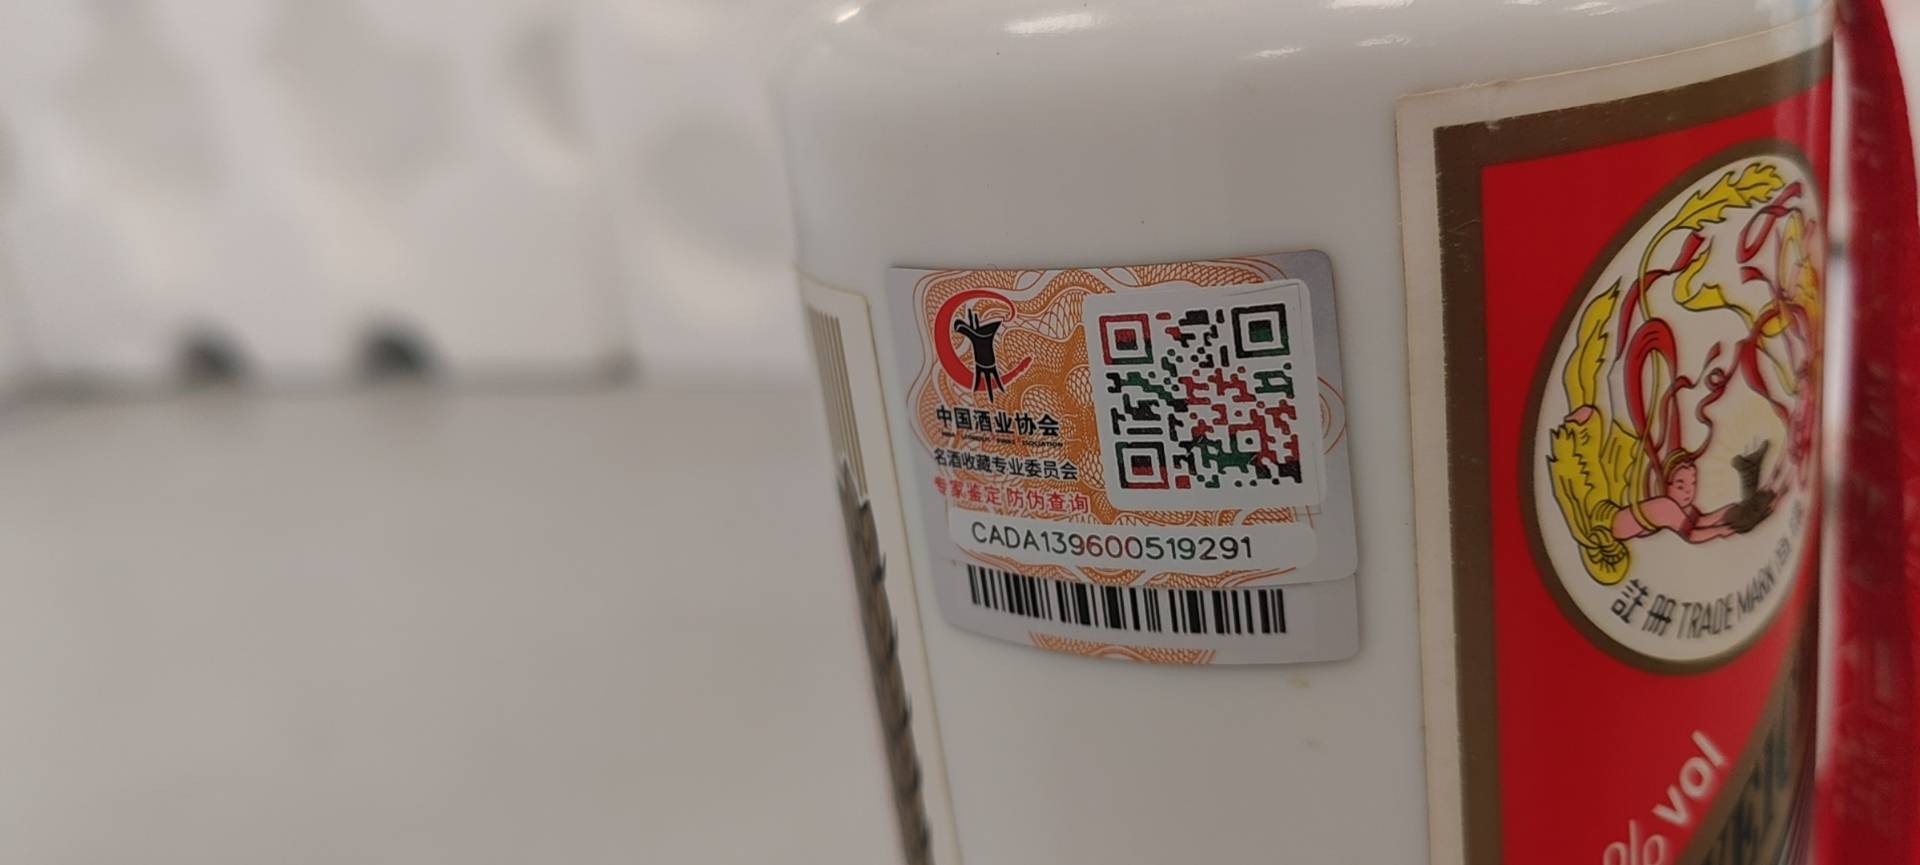 中国酒业协会
名酒收藏专业委员会
专家鉴定 防伪查询
CADA139600519291
註册 TRADE MARK
% vol